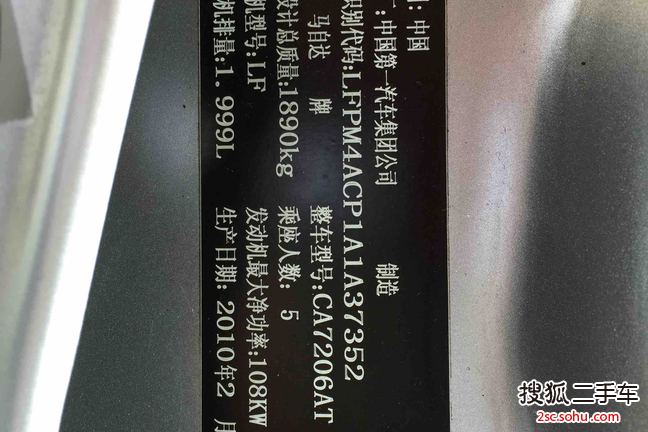 : 中国
: 中国第一汽车集团公司 制造
识别代码:LFPM4ACP1A1A37352
马自达 牌 整车型号:CA7206AT
设计总质量:1890kg 乘座人数: 5
机型号:LF 发动机最大净功率:108KW
机排量:1.999L 生产日期:2010年2 月
搜狐二手车
2sc.sohu.com